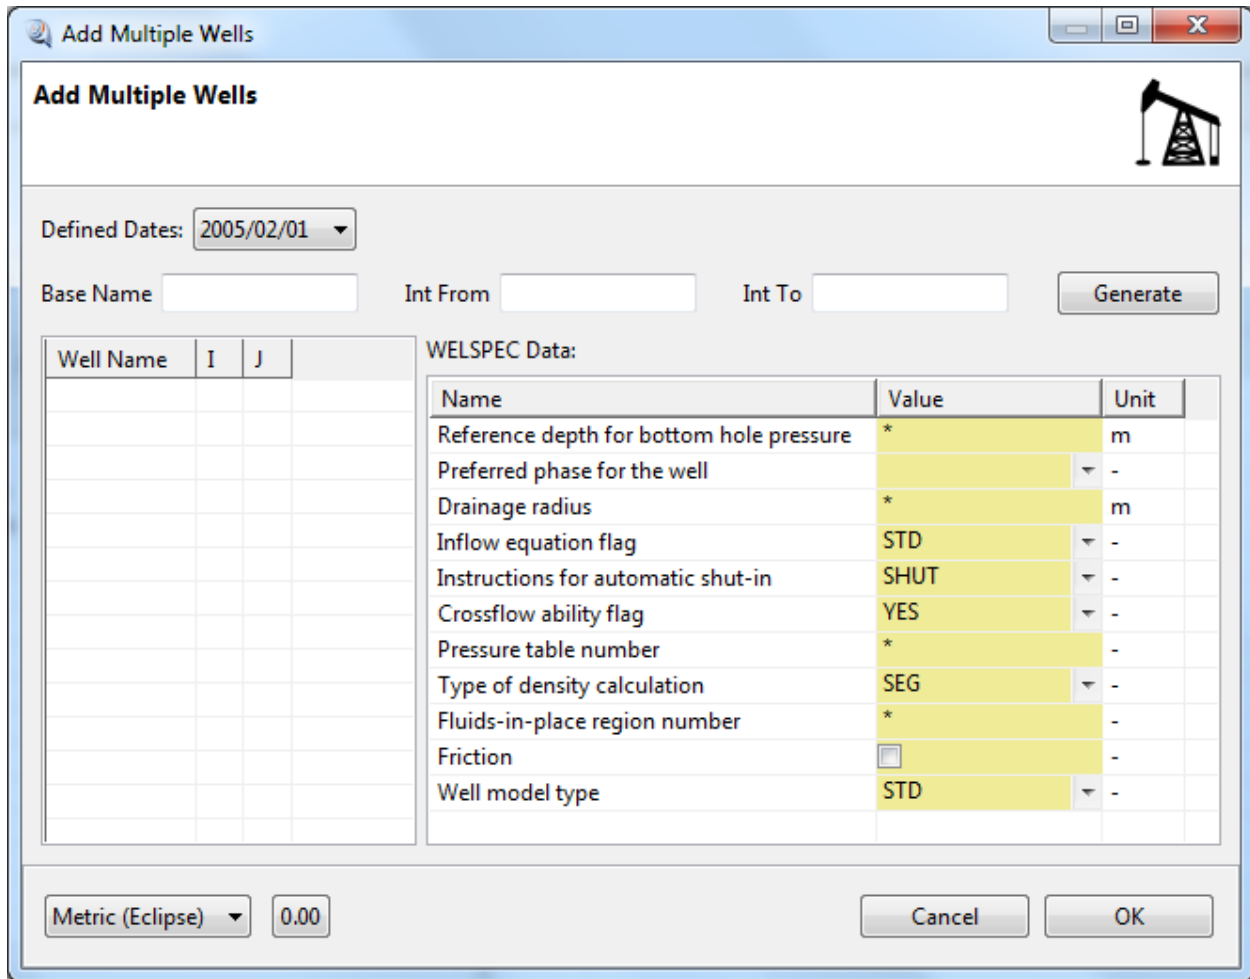 Add Multiple Wells
Add Multiple Wells
Defined Dates: 2005/02/01
Base Name Int From Int To Generate
Well Name I J
WELSPEC Data:
Name Value Unit
Reference depth for bottom hole pressure * m
Preferred phase for the well -
Drainage radius * m
Inflow equation flag STD -
Instructions for automatic shut-in SHUT -
Crossflow ability flag YES -
Pressure table number * -
Type of density calculation SEG -
Fluids-in-place region number * -
Friction -
Well model type STD -
Metric (Eclipse) 0.00 Cancel OK